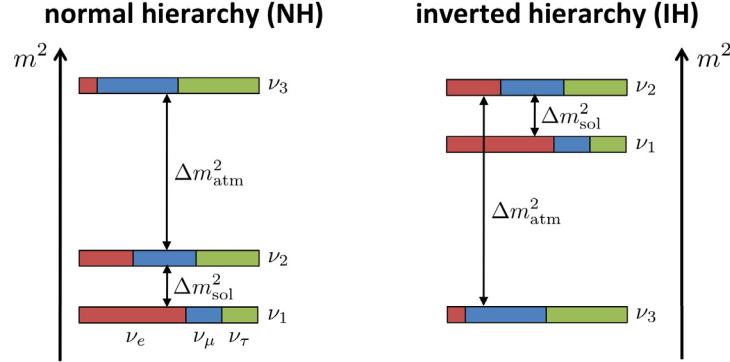 normal hierarchy (NH)
m²
ν₃
Δm²atm
ν₂
Δm²sol
ν₁
νe νμ ντ
inverted hierarchy (IH)
m²
ν₂
Δm²sol
ν₁
Δm²atm
ν₃